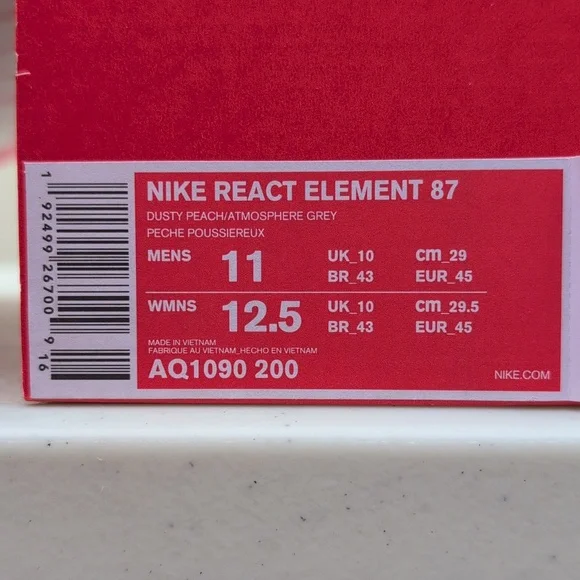 NIKE REACT ELEMENT 87
DUSTY PEACH/ATMOSPHERE GREY
PECHE POUSSIEREUX
MENS 11 UK_10 cm_29
BR_43 EUR_45
WMNS 12.5 UK_10 cm_29.5
BR_43 EUR_45
MADE IN VIETNAM
FABRIQUE AU VIETNAM_HECHO EN VIETNAM
AQ1090 200
NIKE.COM
1 92499 26700 9 16